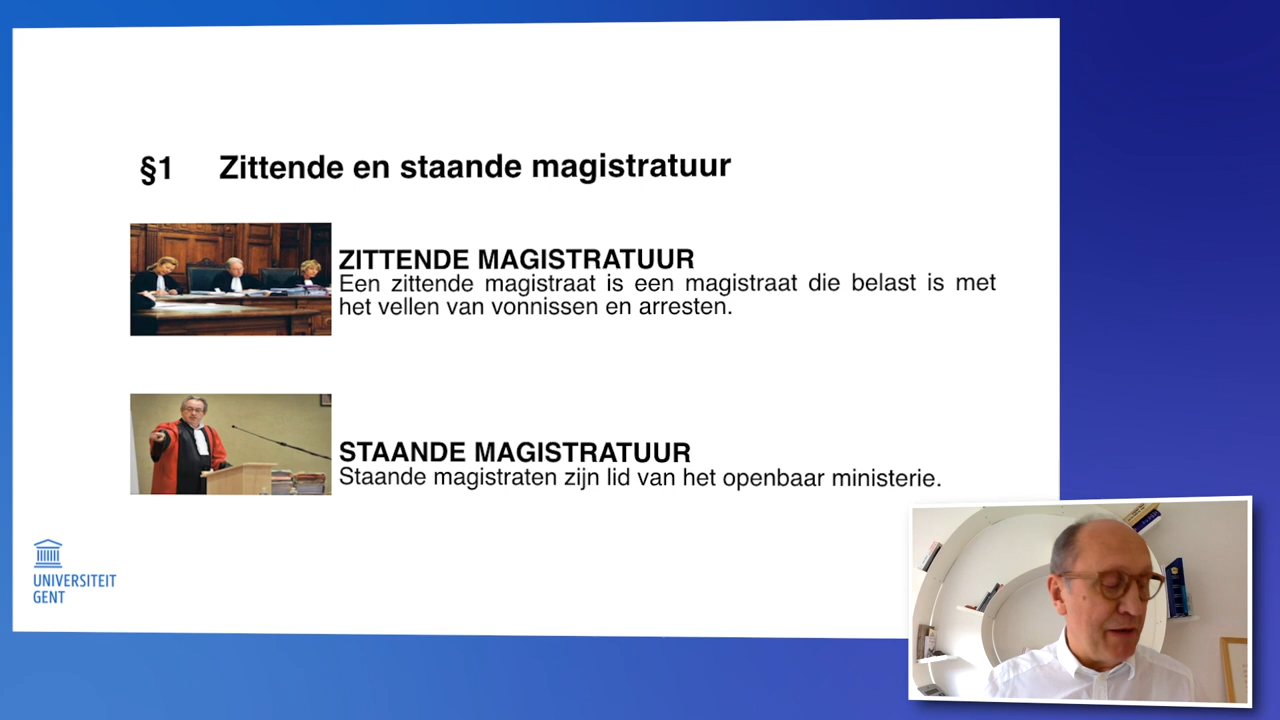 §1 Zittende en staande magistratuur
ZITTENDE MAGISTRATUUR
Een zittende magistraat is een magistraat die belast is met
het vellen van vonnissen en arresten.
STAANDE MAGISTRATUUR
Staande magistraten zijn lid van het openbaar ministerie.
UNIVERSITEIT
GENT